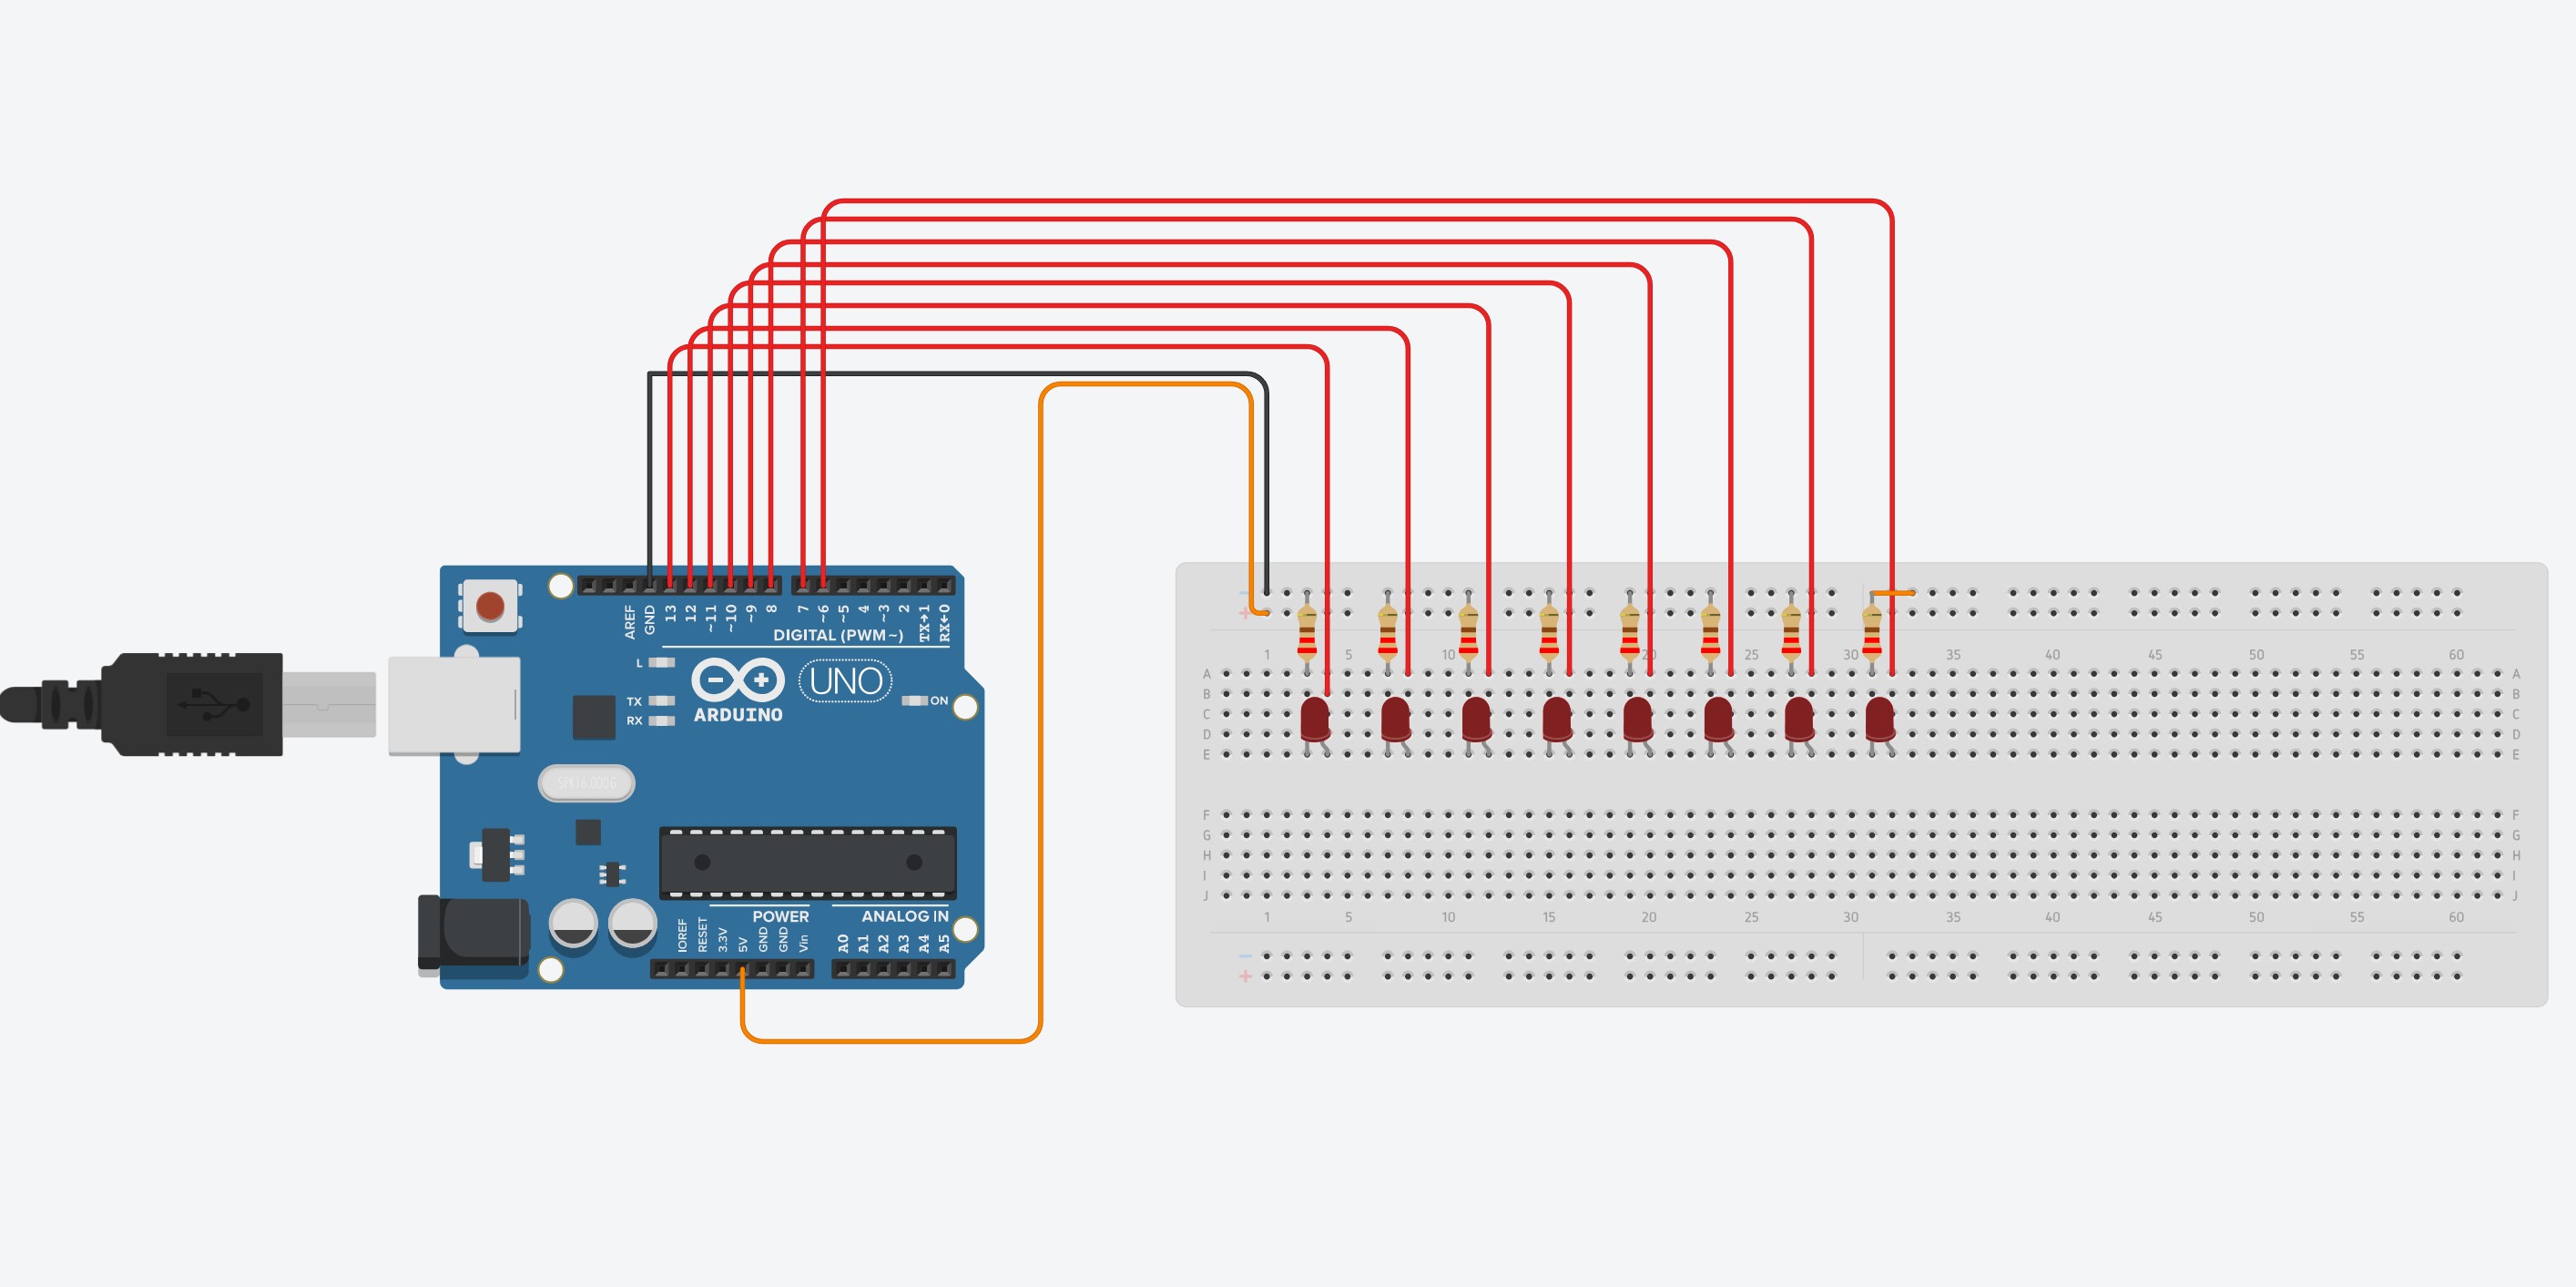 AREF
GND
13
12
~11
~10
~9
8
7
~6
~5
4
~3
2
TX→1
RX←0
DIGITAL (PWM~)
L
TX
RX
ARDUINO
UNO
ON
SPK16.000G
POWER
ANALOG IN
IOREF
RESET
3.3V
5V
GND
GND
Vin
A0
A1
A2
A3
A4
A5
−
+
1 5 10 15 20 25 30 35 40 45 50 55 60
A A
B B
C C
D D
E E
F F
G G
H H
I I
J J
1 5 10 15 20 25 30 35 40 45 50 55 60
−
+